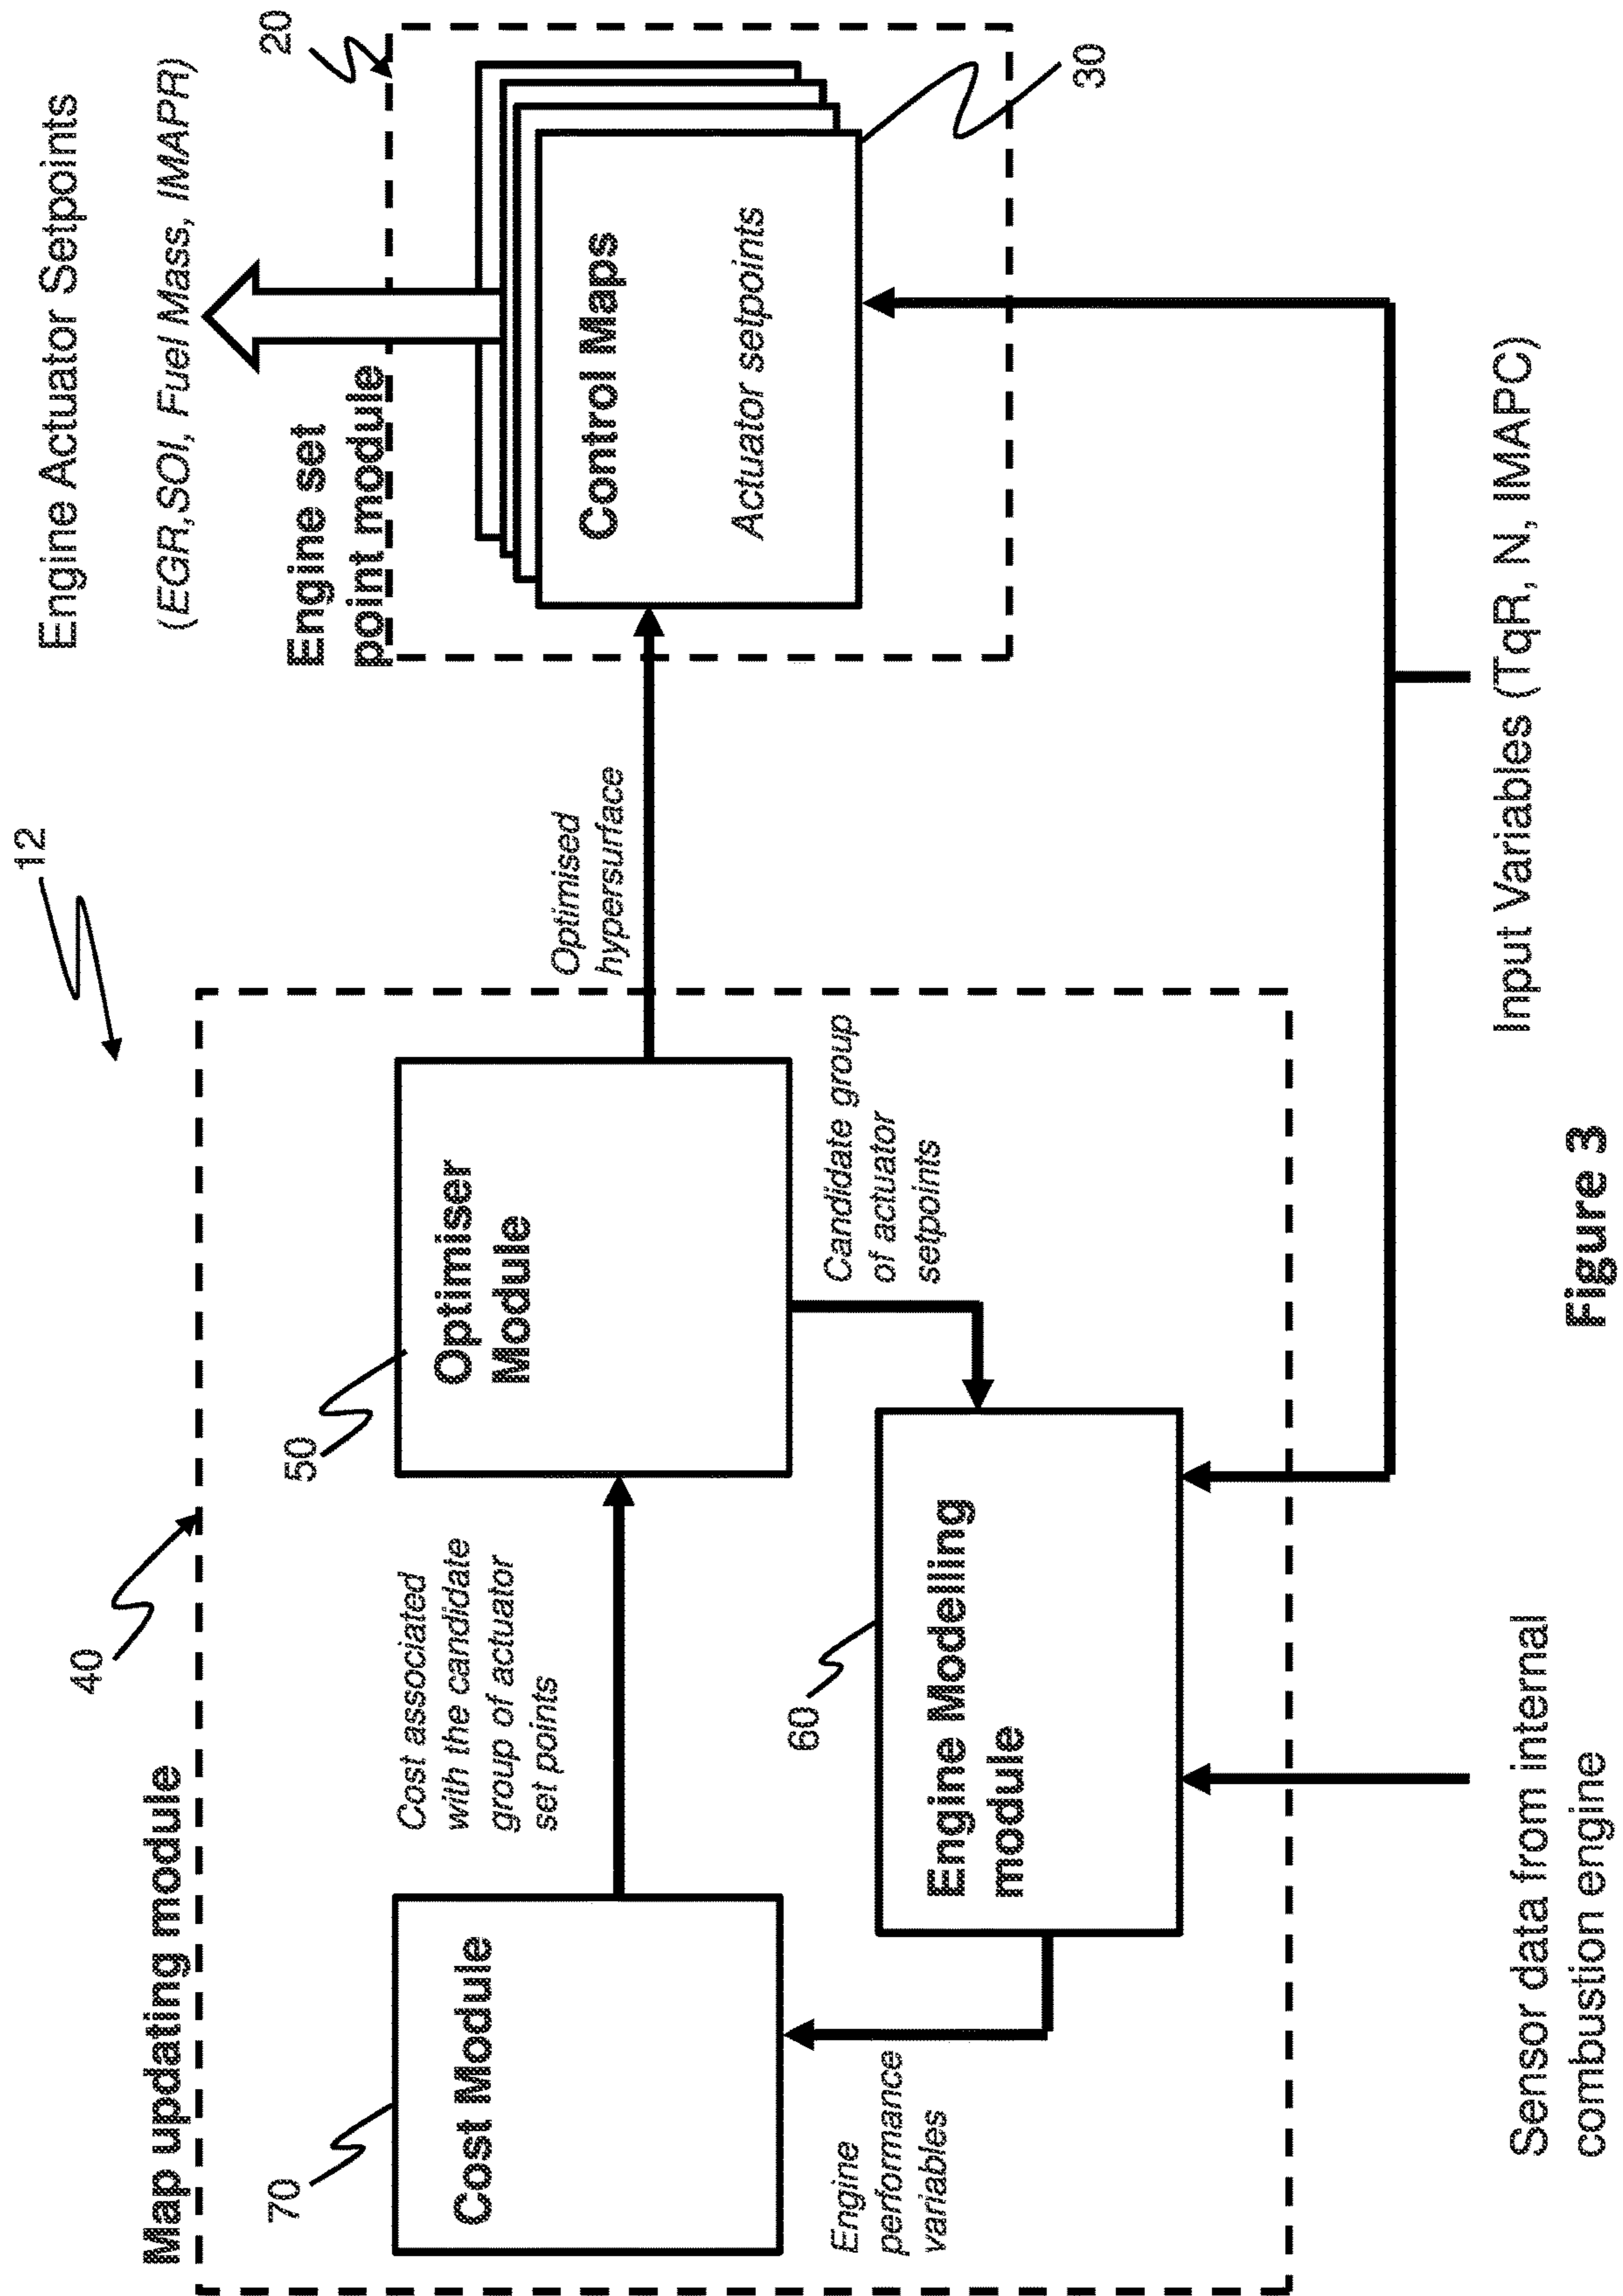 12
Engine Actuator Setpoints
(EGR,SOI, Fuel Mass, IMAPR)
20
Engine set
point module
Control Maps
Actuator setpoints
30
Optimised
hypersurface
Map updating module
40
50
Optimiser
Module
Cost associated
with the candidate
group of actuator
set points
70
Cost Module
Candidate group
of actuator
setpoints
60
Engine Modelling
module
Engine
performance
variables
Input Variables (TqR, N, IMAPC)
Sensor data from internal
combustion engine
Figure 3